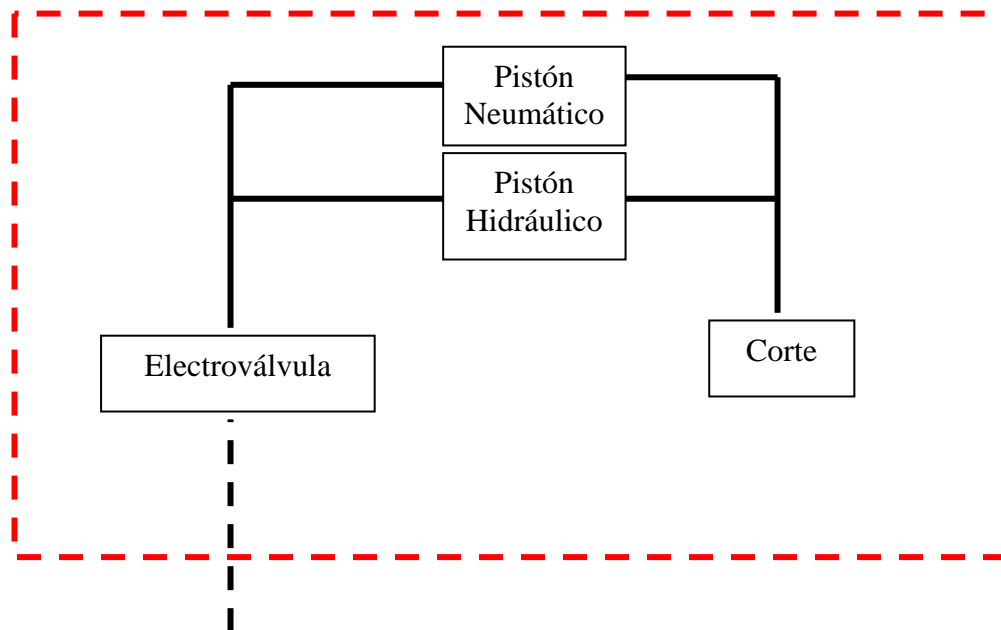 Pistón
Neumático
Pistón
Hidráulico
Electroválvula
Corte